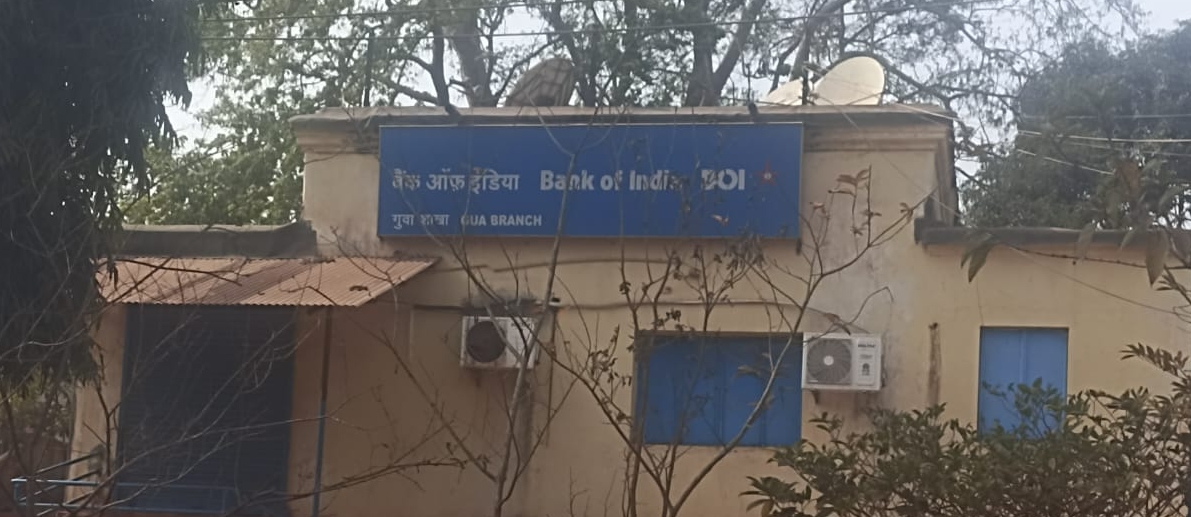 बैंक ऑफ़ इंडिया Bank of India BOI
गुवा शाखा GUA BRANCH